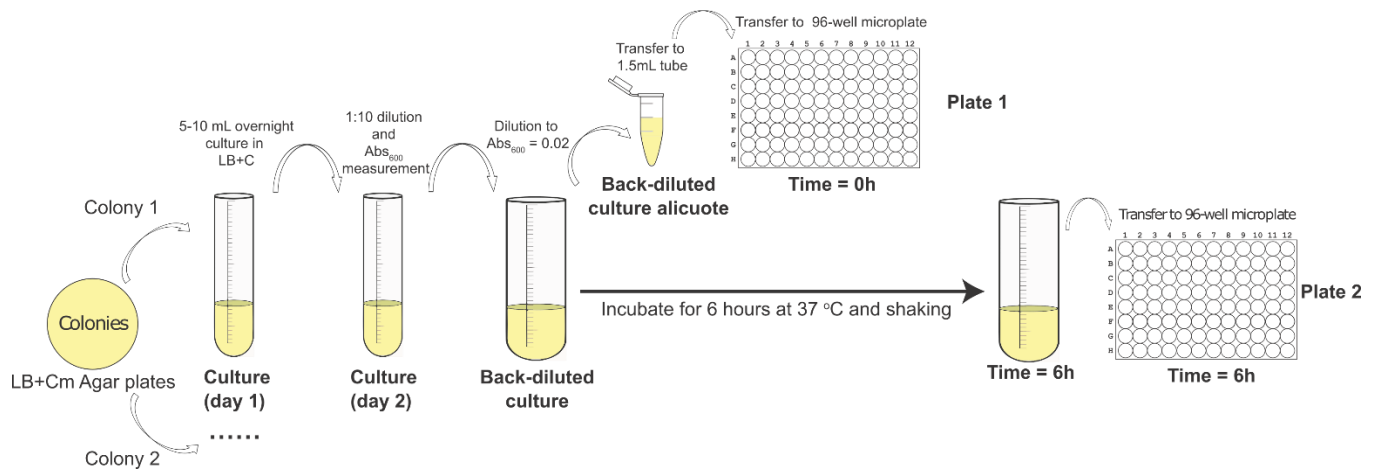 Colonies
LB+Cm Agar plates
Colony 1
Colony 2
5-10 mL overnight
culture in
LB+C
Culture
(day 1)
......
1:10 dilution
and
Abs600
measurement
Culture
(day 2)
Dilution to
Abs600 = 0.02
Back-diluted
culture
Transfer to
1.5mL tube
Back-diluted
culture alicuote
Transfer to 96-well microplate
1 2 3 4 5 6 7 8 9 10 11 12
A
B
C
D
E
F
G
H
Plate 1
Time = 0h
Incubate for 6 hours at 37 °C and shaking
Time = 6h
Transfer to 96-well microplate
1 2 3 4 5 6 7 8 9 10 11 12
A
B
C
D
E
F
G
H
Plate 2
Time = 6h